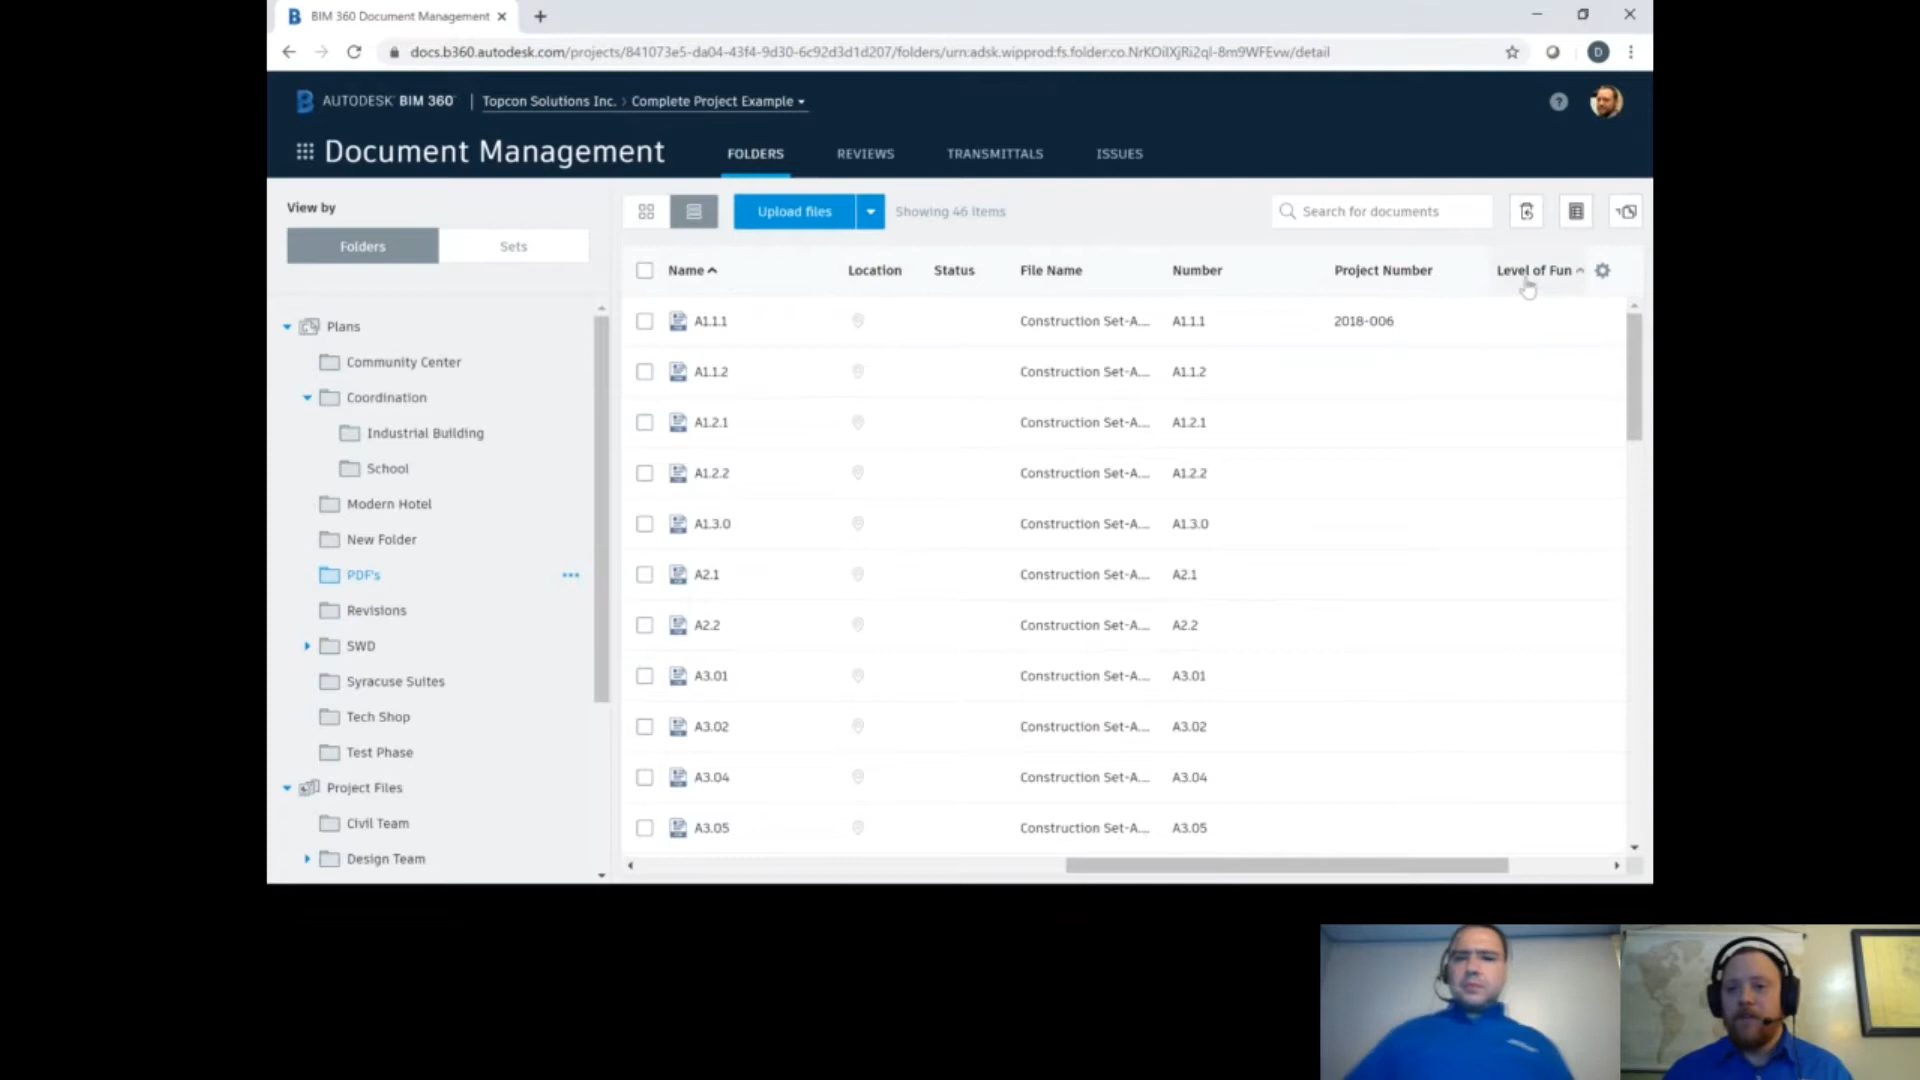 BIM 360 Document Management
docs.b360.autodesk.com/projects/841073e5-da04-43f4-9d30-6c92d3d1d207/folders/urn:adsk.wipprod:fs.folder:co.NrKOiIXjRi2ql-8m9WFEvw/detail
D
AUTODESK BIM 360 Topcon Solutions Inc. > Complete Project Example
Document Management FOLDERS REVIEWS TRANSMITTALS ISSUES
View by
Folders Sets
Upload files Showing 46 items Search for documents
Name Location Status File Name Number Project Number Level of Fun
Plans
Community Center
Coordination
Industrial Building
School
Modern Hotel
New Folder
PDF's
Revisions
SWD
Syracuse Suites
Tech Shop
Test Phase
Project Files
Civil Team
Design Team
A1.1.1 Construction Set-A... A1.1.1 2018-006
A1.1.2 Construction Set-A... A1.1.2
A1.2.1 Construction Set-A... A1.2.1
A1.2.2 Construction Set-A... A1.2.2
A1.3.0 Construction Set-A... A1.3.0
A2.1 Construction Set-A... A2.1
A2.2 Construction Set-A... A2.2
A3.01 Construction Set-A... A3.01
A3.02 Construction Set-A... A3.02
A3.04 Construction Set-A... A3.04
A3.05 Construction Set-A... A3.05